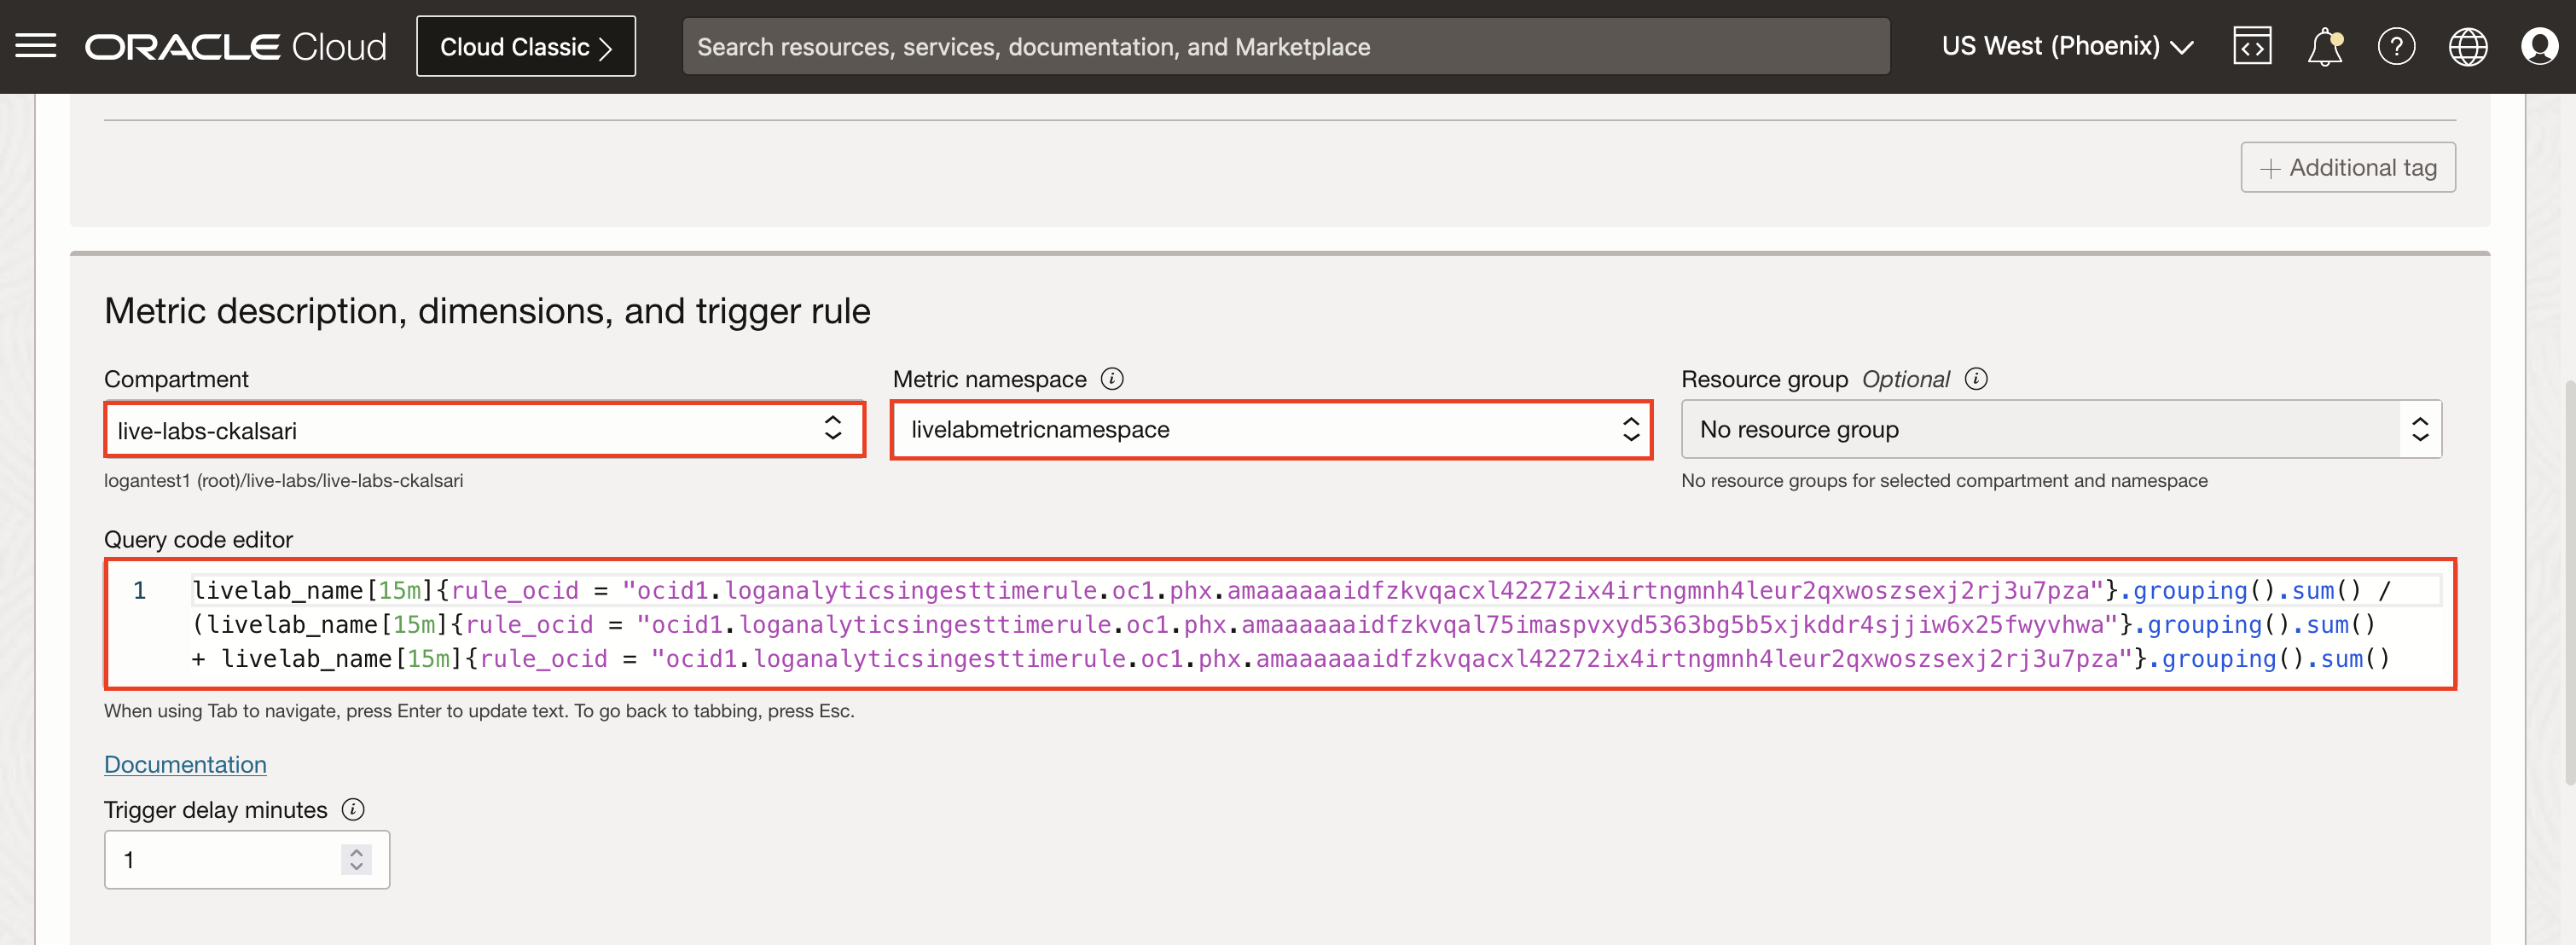 ORACLE Cloud
Cloud Classic
Search resources, services, documentation, and Marketplace
US West (Phoenix)
+ Additional tag
Metric description, dimensions, and trigger rule
Compartment
Metric namespace
Resource group Optional
live-labs-ckalsari
livelabmetricnamespace
No resource group
logantest1 (root)/live-labs/live-labs-ckalsari
No resource groups for selected compartment and namespace
Query code editor
1 livelab_name[15m]{rule_ocid = "ocid1.loganalyticsingesttimerule.oc1.phx.amaaaaaaidfzkvqacxl42272ix4irtngmnh4leur2qxwoszsexj2rj3u7pza"}.grouping().sum() /
(livelab_name[15m]{rule_ocid = "ocid1.loganalyticsingesttimerule.oc1.phx.amaaaaaaidfzkvqal75imaspvxyd5363bg5b5xjkddr4sjjiw6x25fwyvhwa"}.grouping().sum()
+ livelab_name[15m]{rule_ocid = "ocid1.loganalyticsingesttimerule.oc1.phx.amaaaaaaidfzkvqacxl42272ix4irtngmnh4leur2qxwoszsexj2rj3u7pza"}.grouping().sum()
When using Tab to navigate, press Enter to update text. To go back to tabbing, press Esc.
Documentation
Trigger delay minutes
1